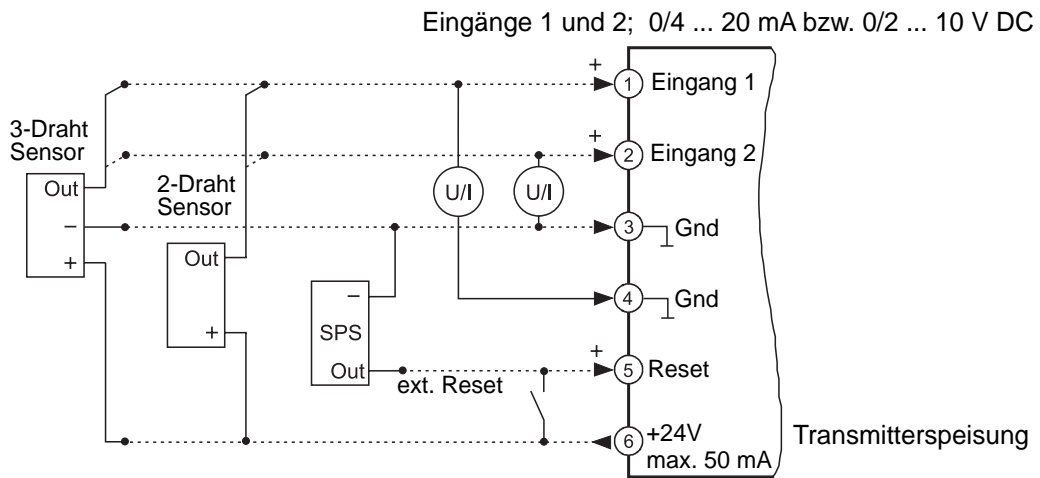 Eingänge 1 und 2; 0/4 ... 20 mA bzw. 0/2 ... 10 V DC
+
1 Eingang 1
3-Draht
Sensor
+
2 Eingang 2
Out
2-Draht
Sensor
U/I
U/I
−
3 Gnd
Out
+
−
4 Gnd
+
SPS
+
Out
ext. Reset
5 Reset
6 +24V
max. 50 mA
Transmitterspeisung